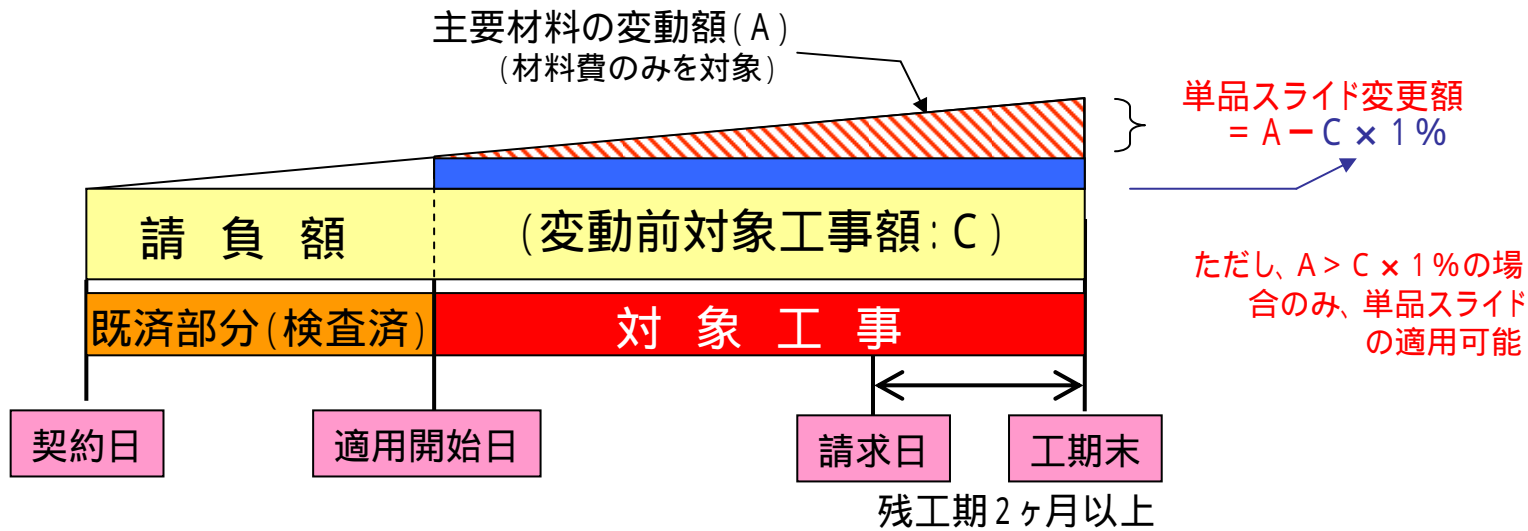 主要材料の変動額(A)
(材料費のみを対象)
単品スライド変更額
= A－C × 1%
請 負 額
(変動前対象工事額:C)
ただし、A > C × 1%の場
合のみ、単品スライド
の適用可能
既済部分(検査済)
対 象 工 事
契約日
適用開始日
請求日
工期末
残工期2ヶ月以上